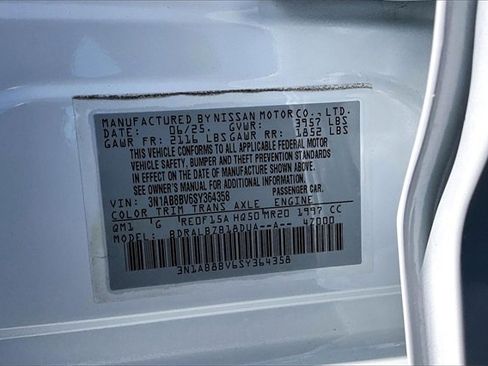 MANUFACTURED BY NISSAN MOTOR CO., LTD.
DATE: 06/25. GVWR: 3957 LBS
GAWR FR: 2116 LBS GAWR RR: 1852 LBS
THIS VEHICLE CONFORMS TO ALL APPLICABLE FEDERAL MOTOR
VEHICLE SAFETY, BUMPER AND THEFT PREVENTION STANDARDS
IN EFFECT ON THE DATE OF MANUFACTURE SHOWN ABOVE.
SEE OWNER'S MANUAL FOR ADDITIONAL INFORMATION
VIN: 3N1AB8BV6SY364358 PASSENGER CAR.
COLOR TRIM TRANS AXLE ENGINE
QM1 G RE0F15A HQ50 MR20 1997 CC
MODEL: BDRALBZB18DUA--A-- 47000
3N1AB8BV6SY364358